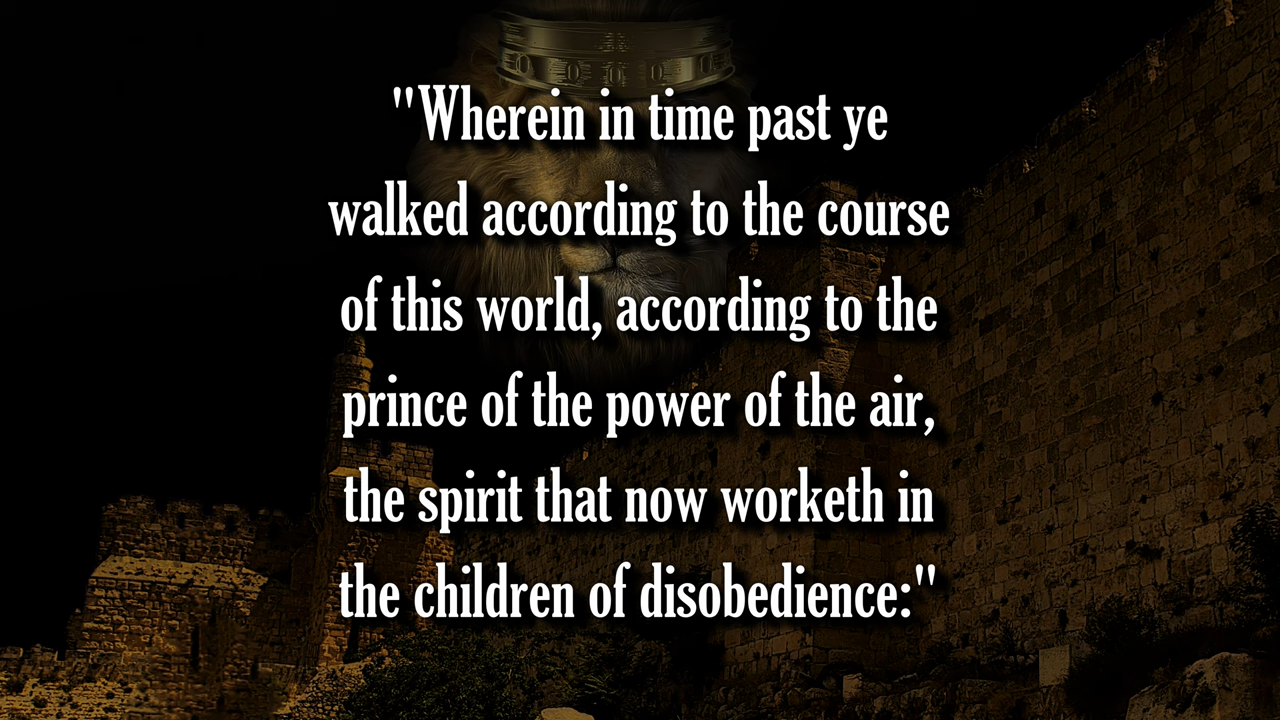 "Wherein in time past ye
walked according to the course
of this world, according to the
prince of the power of the air,
the spirit that now worketh in
the children of disobedience:"